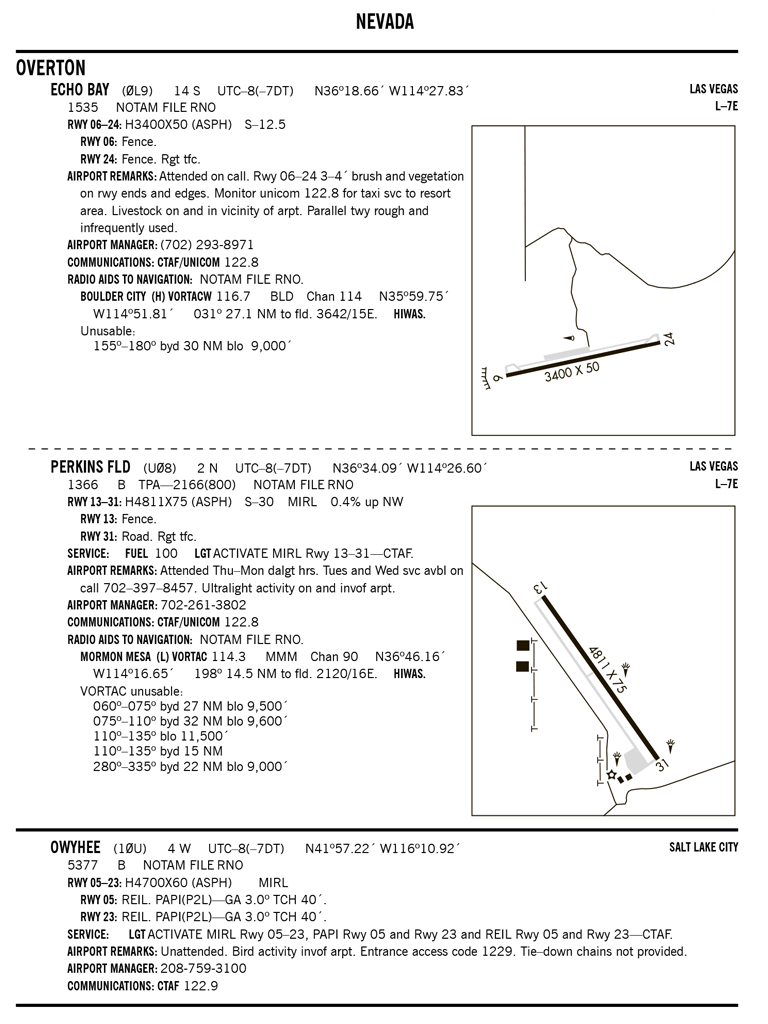 NEVADA
OVERTON
ECHO BAY (ØL9) 14 S UTC–8(–7DT) N36º18.66´ W114º27.83´ LAS VEGAS
1535 NOTAM FILE RNO L–7E
RWY 06–24: H3400X50 (ASPH) S–12.5
RWY 06: Fence.
RWY 24: Fence. Rgt tfc.
AIRPORT REMARKS: Attended on call. Rwy 06–24 3–4´ brush and vegetation
on rwy ends and edges. Monitor unicom 122.8 for taxi svc to resort
area. Livestock on and in vicinity of arpt. Parallel twy rough and
infrequently used.
AIRPORT MANAGER: (702) 293-8971
COMMUNICATIONS: CTAF/UNICOM 122.8
RADIO AIDS TO NAVIGATION: NOTAM FILE RNO.
BOULDER CITY (H) VORTACW 116.7 BLD Chan 114 N35º59.75´
W114º51.81´ 031º 27.1 NM to fld. 3642/15E. HIWAS.
Unusable:
155º–180º byd 30 NM blo 9,000´
6
3400 X 50
24
PERKINS FLD (UØ8) 2 N UTC–8(–7DT) N36º34.09´ W114º26.60´ LAS VEGAS
1366 B TPA—2166(800) NOTAM FILE RNO L–7E
RWY 13–31: H4811X75 (ASPH) S–30 MIRL 0.4% up NW
RWY 13: Fence.
RWY 31: Road. Rgt tfc.
SERVICE: FUEL 100 LGT ACTIVATE MIRL Rwy 13–31—CTAF.
AIRPORT REMARKS: Attended Thu–Mon dalgt hrs. Tues and Wed svc avbl on
call 702–397–8457. Ultralight activity on and invof arpt.
AIRPORT MANAGER: 702-261-3802
COMMUNICATIONS: CTAF/UNICOM 122.8
RADIO AIDS TO NAVIGATION: NOTAM FILE RNO.
MORMON MESA (L) VORTAC 114.3 MMM Chan 90 N36º46.16´
W114º16.65´ 198º 14.5 NM to fld. 2120/16E. HIWAS.
VORTAC unusable:
060º–075º byd 27 NM blo 9,500´
075º–110º byd 32 NM blo 9,600´
110º–135º blo 11,500´
110º–135º byd 15 NM
280º–335º byd 22 NM blo 9,000´
13
4811 X 75
31
OWYHEE (1ØU) 4 W UTC–8(–7DT) N41º57.22´ W116º10.92´ SALT LAKE CITY
5377 B NOTAM FILE RNO
RWY 05–23: H4700X60 (ASPH) MIRL
RWY 05: REIL. PAPI(P2L)—GA 3.0º TCH 40´.
RWY 23: REIL. PAPI(P2L)—GA 3.0º TCH 40´.
SERVICE: LGT ACTIVATE MIRL Rwy 05–23, PAPI Rwy 05 and Rwy 23 and REIL Rwy 05 and Rwy 23—CTAF.
AIRPORT REMARKS: Unattended. Bird activity invof arpt. Entrance access code 1229. Tie–down chains not provided.
AIRPORT MANAGER: 208-759-3100
COMMUNICATIONS: CTAF 122.9